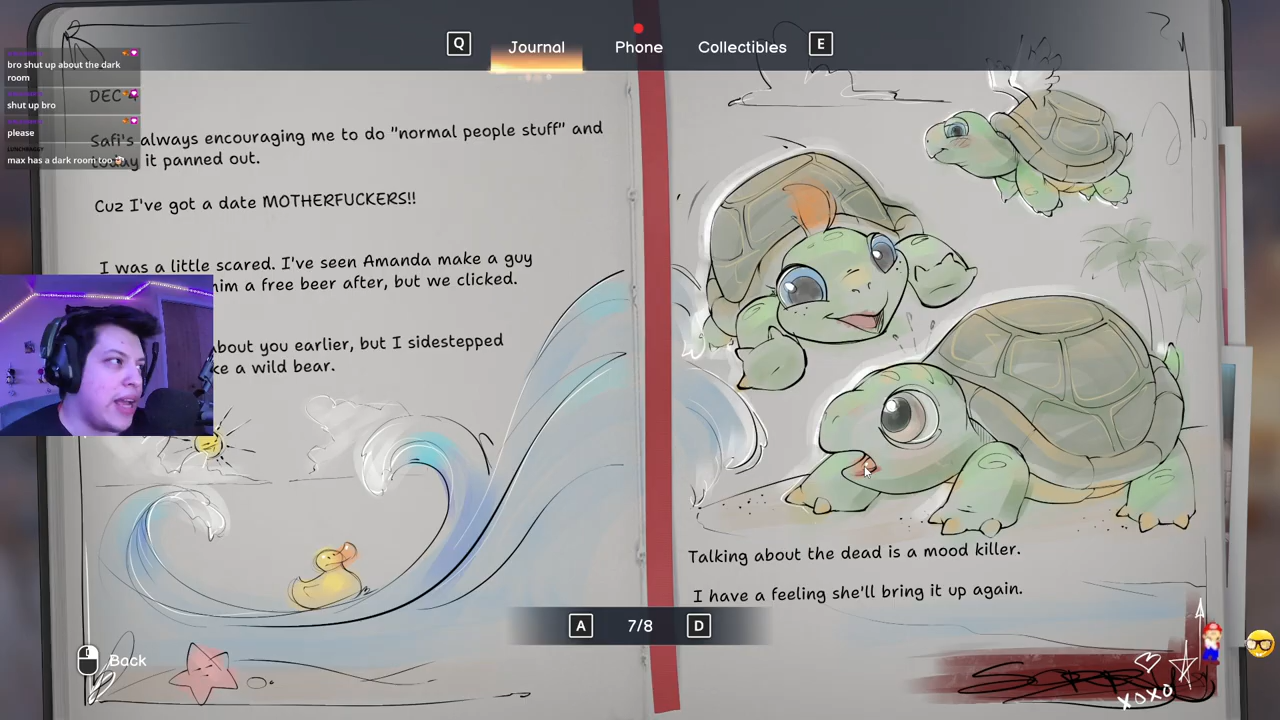 Q Journal Phone Collectibles E
bro shut up about the dark
room
shut up bro
please
max has a dark room too
DEC 4
Safi's always encouraging me to do "normal people stuff" and
today it panned out.
Cuz I've got a date MOTHERFUCKERS!!
I was a little scared. I've seen Amanda make a guy
him a free beer after, but we clicked.
about you earlier, but I sidestepped
ke a wild bear.
Talking about the dead is a mood killer.
I have a feeling she'll bring it up again.
A 7/8 D
Back
XOXO